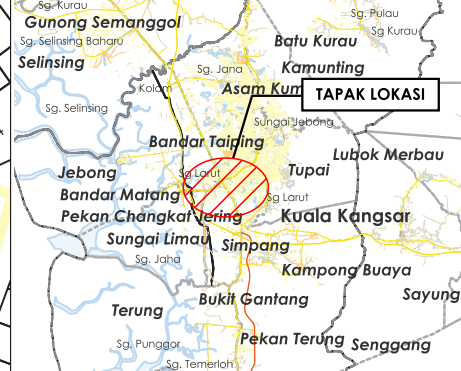 Sg. Kurau
Gunong Semanggol
Sg. Pulau
Sg Kurau
Sg. Selinsing Baharu
Batu Kurau
Selinsing
Sg. Jana
Kamunting
Kolam
Asam Kum
TAPAK LOKASI
Sg. Selinsing
Sungai Jebong
Bandar Taiping
Lubok Merbau
Jebong
Sg Larut
Tupai
Bandar Matang
Sg Larut
Pekan Changkat Jering
Kuala Kangsar
Sungai Limau
Simpang
Sg. Jaha
Kampong Buaya
Bukit Gantang
Sayung
Terung
Pekan Terung
Senggang
Sg. Punggor
Sg. Temerloh